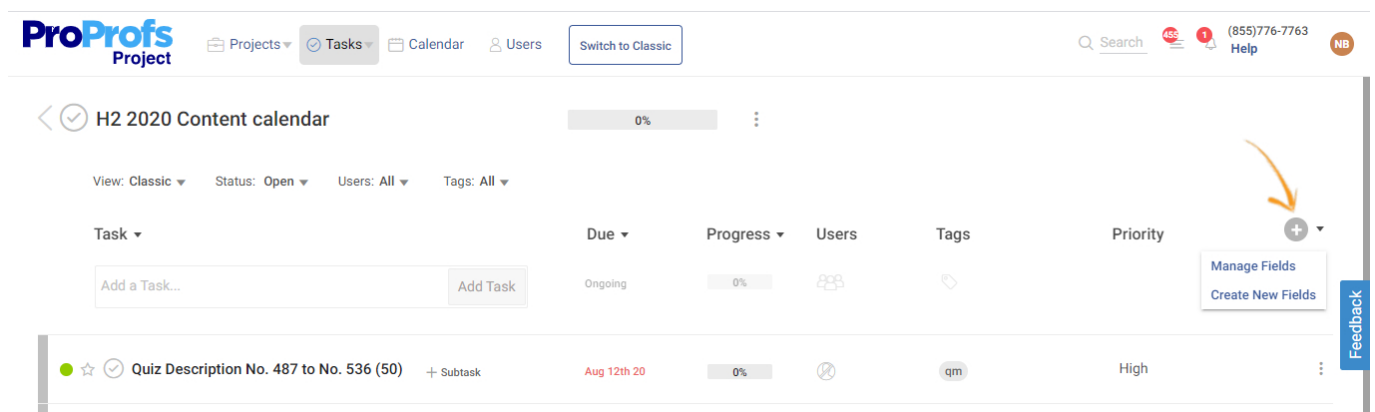 ProProfs
Project
Projects
Tasks
Calendar
Users
Switch to Classic
Search
455
1
(855)776-7763
Help
NB
H2 2020 Content calendar
0%
View: Classic
Status: Open
Users: All
Tags: All
Task
Due
Progress
Users
Tags
Priority
Add a Task...
Add Task
Ongoing
0%
Manage Fields
Create New Fields
Feedback
Quiz Description No. 487 to No. 536 (50)
+ Subtask
Aug 12th 20
0%
qm
High